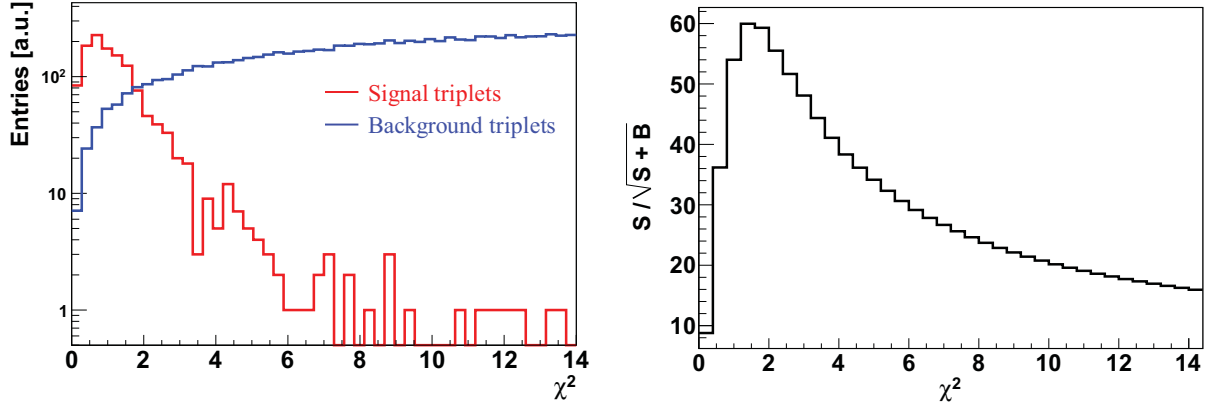 Entries [a.u.]
10²
10
1
Signal triplets
Background triplets
0 2 4 6 8 10 12 14
χ²
S /√S + B
60
50
40
30
20
10
0 2 4 6 8 10 12 14
χ²